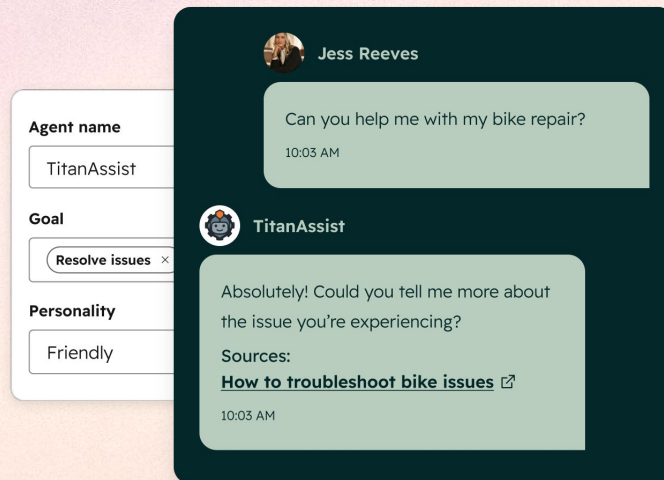 Agent name
TitanAssist
Goal
Resolve issues ×
Personality
Friendly
Jess Reeves
Can you help me with my bike repair?
10:03 AM
TitanAssist
Absolutely! Could you tell me more about
the issue you’re experiencing?
Sources:
How to troubleshoot bike issues
10:03 AM